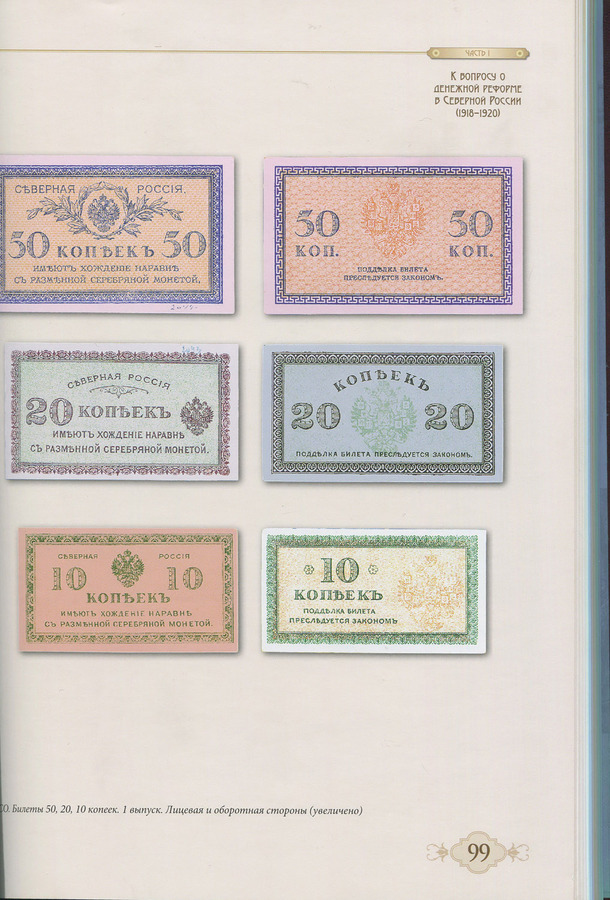 ЧАСТЬ I
К ВОПРОСУ О
ДЕНЕЖНОЙ РЕФОРМЕ
В СЕВЕРНОЙ РОССИИ
(1918–1920)
СѢВЕРНАЯ РОССІЯ.
50 КОПѢЕКЪ 50
ИМѢЮТЪ ХОЖДЕНІЕ НАРАВНѢ
СЪ РАЗМѢННОЙ СЕРЕБРЯНОЙ МОНЕТОЙ.
50 50
КОП. КОП.
ПОДДѢЛКА БИЛЕТА
ПРЕСЛѢДУЕТСЯ ЗАКОНОМЪ.
СѢВЕРНАЯ РОССІЯ
20 КОПѢЕКЪ
ИМѢЮТЪ ХОЖДЕНІЕ НАРАВНѢ
СЪ РАЗМѢННОЙ СЕРЕБРЯНОЙ МОНЕТОЙ.
КОПѢЕКЪ
20 20
ПОДДѢЛКА БИЛЕТА ПРЕСЛѢДУЕТСЯ ЗАКОНОМЪ.
СѢВЕРНАЯ РОССІЯ
10 10
КОПѢЕКЪ
ИМѢЮТЪ ХОЖДЕНІЕ НАРАВНѢ
СЪ РАЗМѢННОЙ СЕРЕБРЯНОЙ МОНЕТОЙ.
10
КОПѢЕКЪ
ПОДДѢЛКА БИЛЕТА
ПРЕСЛѢДУЕТСЯ ЗАКОНОМЪ
СО. Билеты 50, 20, 10 копеек. 1 выпуск. Лицевая и оборотная стороны (увеличено)
99